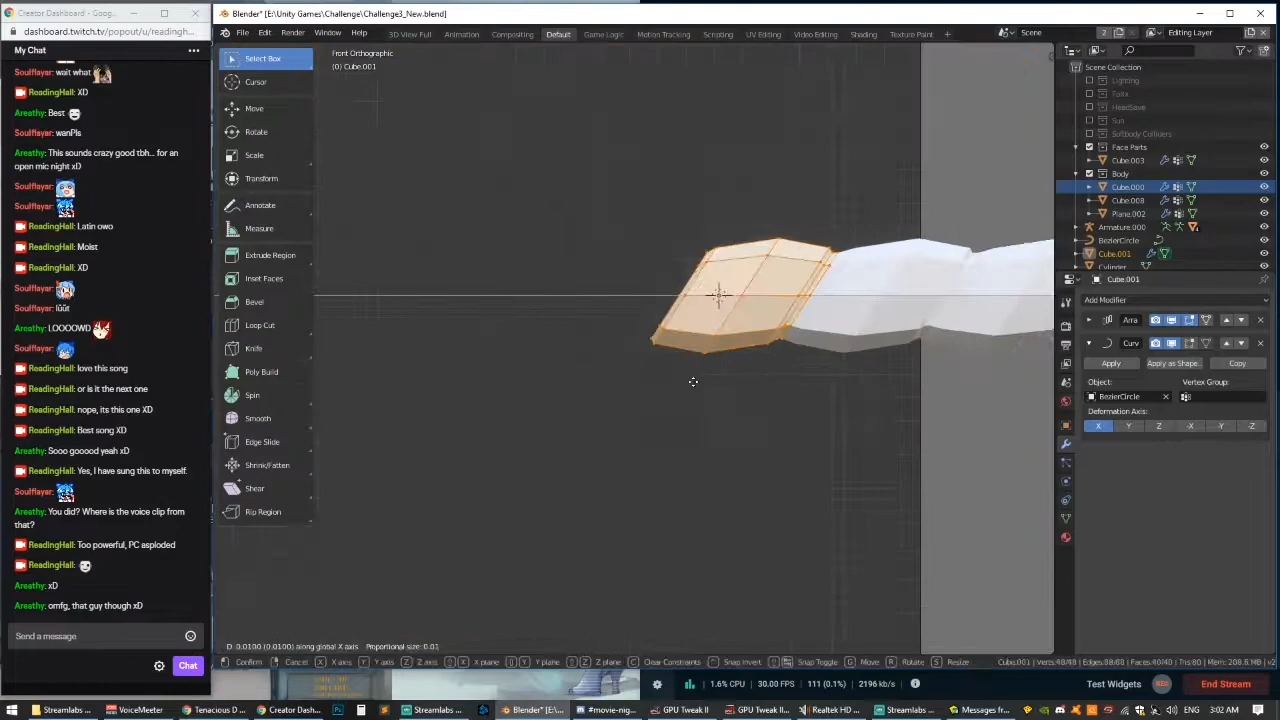 Creator Dashboard - Goog...
dashboard.twitch.tv/popout/u/readingh...
My Chat
Soulflayar: wait what
ReadingHall: XD
Areathy: Best
Soulflayar: wanPls
Areathy: This sounds crazy good tbh... for an
open mic night xD
Soulflayar:
Soulflayar:
ReadingHall: Latin owo
ReadingHall: Moist
ReadingHall: XD
Soulflayar:
Soulflayar: lûût
Areathy: LOOOOWD
Soulflayar:
ReadingHall: love this song
ReadingHall: or is it the next one
ReadingHall: nope, its this one XD
ReadingHall: Best song XD
Areathy: Sooo gooood yeah xD
ReadingHall: Yes, I have sung this to myself.
Soulflayar:
Areathy: You did? Where is the voice clip from
that?
ReadingHall: Too powerful, PC asploded
ReadingHall:
Areathy: xD
Areathy: omfg, that guy though xD
Send a message
Chat
Blender* [E:\Unity Games\Challenge\Challenge3_New.blend]
File Edit Render Window Help
3D View Full Animation Compositing Default Game Logic Motion Tracking Scripting UV Editing Video Editing Shading Texture Paint +
Scene 2 Editing Layer
Select Box
Cursor
Move
Rotate
Scale
Transform
Annotate
Measure
Extrude Region
Inset Faces
Bevel
Loop Cut
Knife
Poly Build
Spin
Smooth
Edge Slide
Shrink/Fatten
Shear
Rip Region
Front Orthographic
(0) Cube.001
Scene Collection
Lighting
HeadSave
Sun
Softbody Colliders
Face Parts
Cube.003
Body
Cube.000
Cube.008
Plane.002
Armature.000
BezierCircle
Cube.001
Cylinder
Cube.001
Add Modifier
Arra
Curv
Apply Apply as Shape... Copy
Object: Vertex Group:
BezierCircle
Deformation Axis:
X Y Z -X -Y -Z
D: 0.0100 (0.0100) along global X axis Proportional size: 0.01
Confirm Cancel X X axis Y Y axis Z Z axis X plane Y plane Z plane C Clear Constraints Snap Invert Snap Toggle G Move R Rotate S Resize
1.6% CPU 30.00 FPS 111 (0.1%) 2196 kb/s
Test Widgets
End Stream
Streamlabs ... VoiceMeeter Tenacious D ... Creator Dash... Streamlabs ... Blender* [E:\... #movie-nig... GPU Tweak II... GPU Tweak II... Realtek HD ... Streamlabs ... Messages fr... 3:02 AM